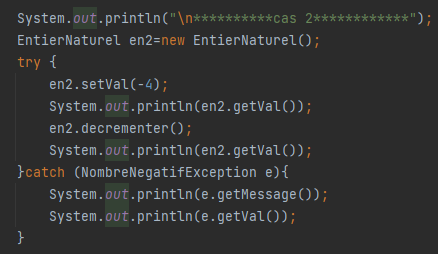 System.out.println("\n**********cas 2************");
EntierNaturel en2=new EntierNaturel();
try {
en2.setVal(-4);
System.out.println(en2.getVal());
en2.decrementer();
System.out.println(en2.getVal());
}catch (NombreNegatifException e){
System.out.println(e.getMessage());
System.out.println(e.getVal());
}